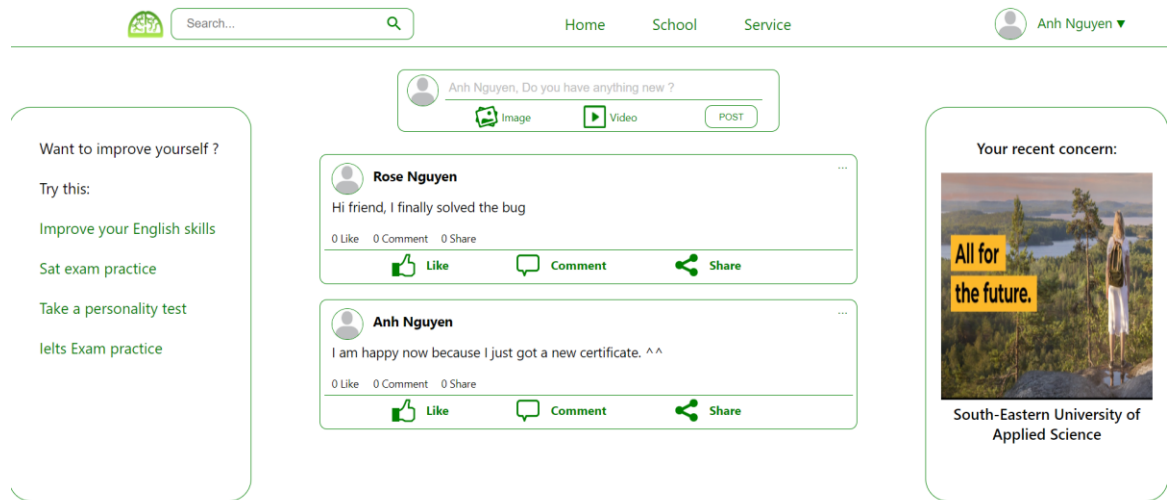 Search...
Home
School
Service
Anh Nguyen ▼
Anh Nguyen, Do you have anything new ?
Image
Video
POST
Want to improve yourself ?
Try this:
Improve your English skills
Sat exam practice
Take a personality test
Ielts Exam practice
Rose Nguyen
...
Hi friend, I finally solved the bug
0 Like 0 Comment 0 Share
Like
Comment
Share
Anh Nguyen
...
I am happy now because I just got a new certificate. ^^
0 Like 0 Comment 0 Share
Like
Comment
Share
Your recent concern:
All for
the future.
South-Eastern University of
Applied Science